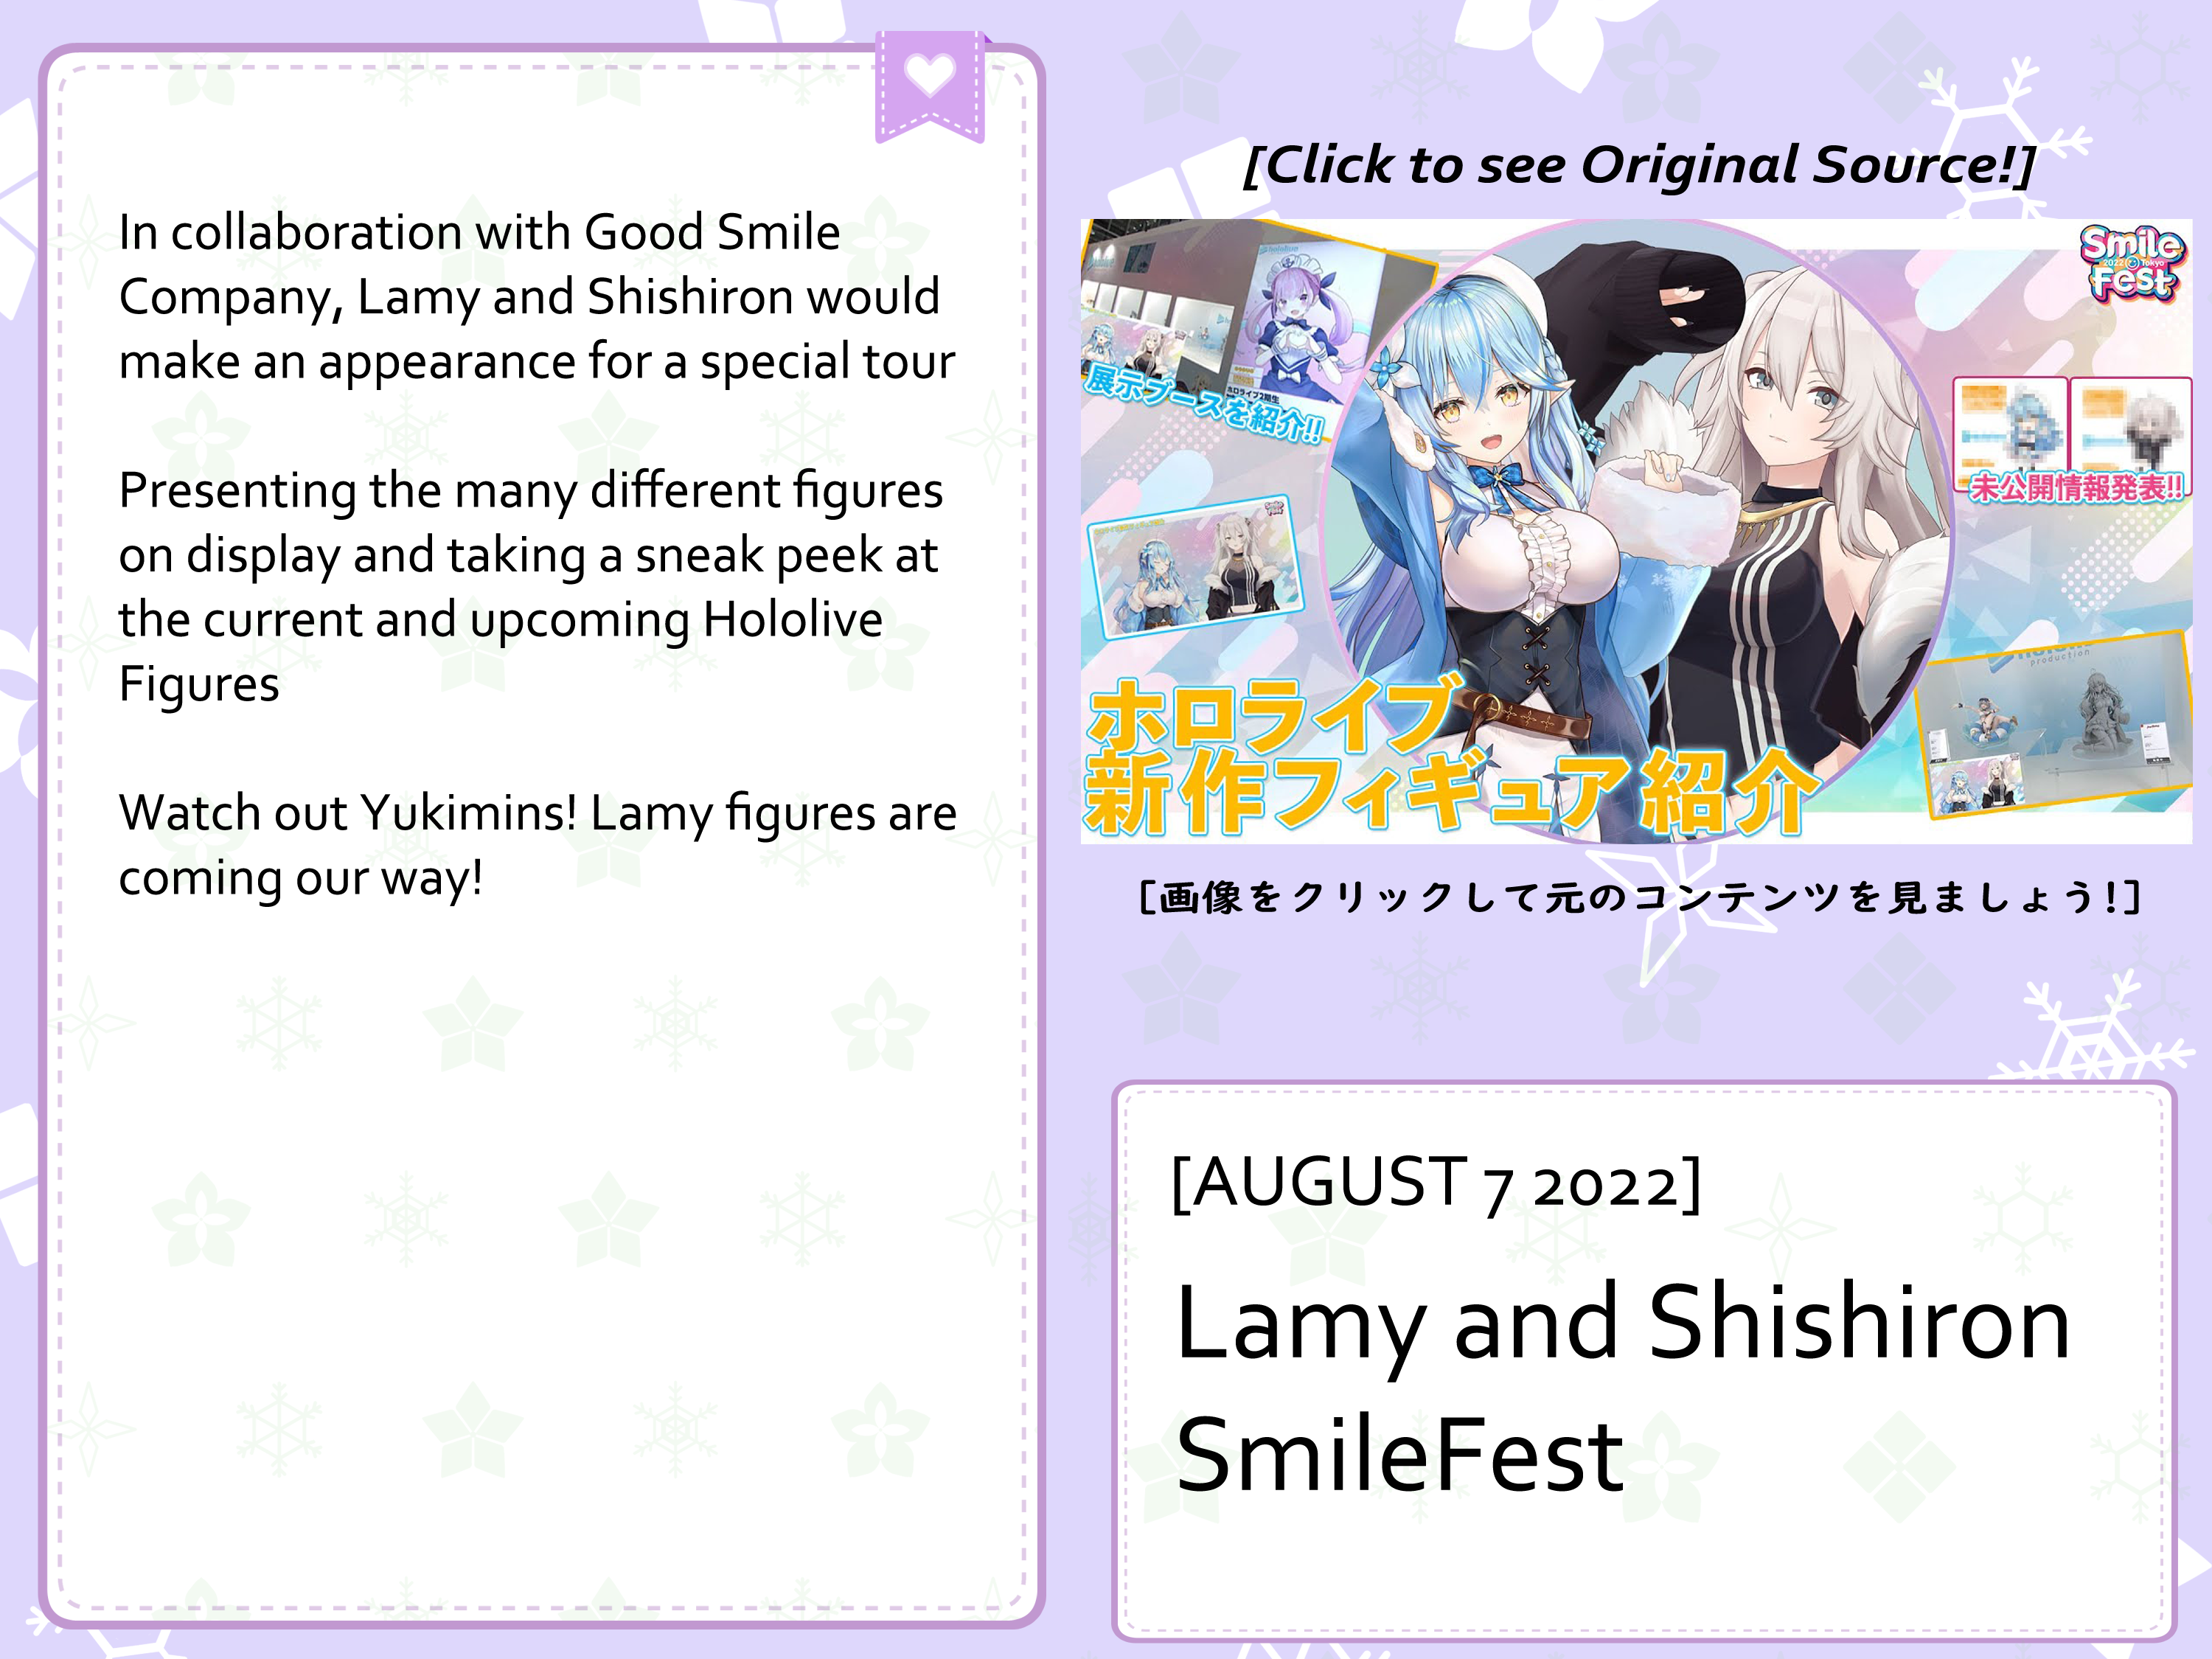 In collaboration with Good Smile
Company, Lamy and Shishiron would
make an appearance for a special tour
Presenting the many different figures
on display and taking a sneak peek at
the current and upcoming Hololive
Figures
Watch out Yukimins! Lamy figures are
coming our way!
[Click to see Original Source!]
Smile
2022 Tokyo
Fest
展示ブースを紹介!!
未公開情報発表!!
production
ホロライブ
新作フィギュア紹介
[画像をクリックして元のコンテンツを見ましょう!]
[AUGUST 7 2022]
Lamy and Shishiron
SmileFest